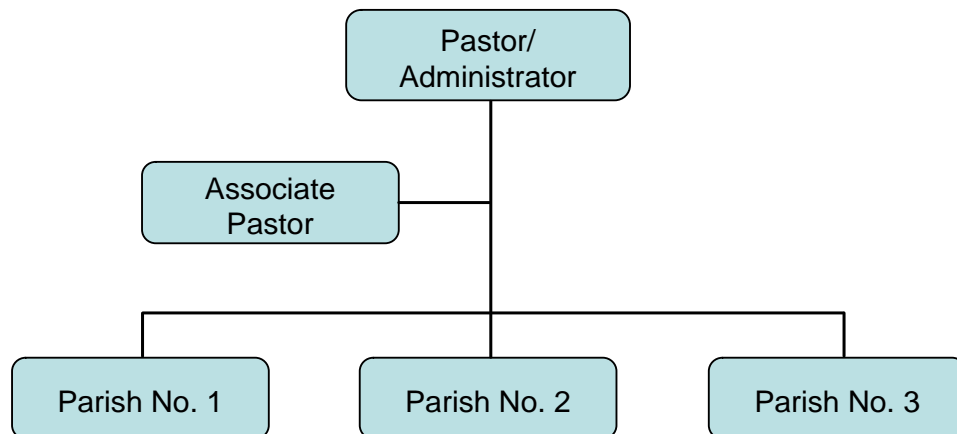 Pastor/
Administrator
Associate
Pastor
Parish No. 1
Parish No. 2
Parish No. 3